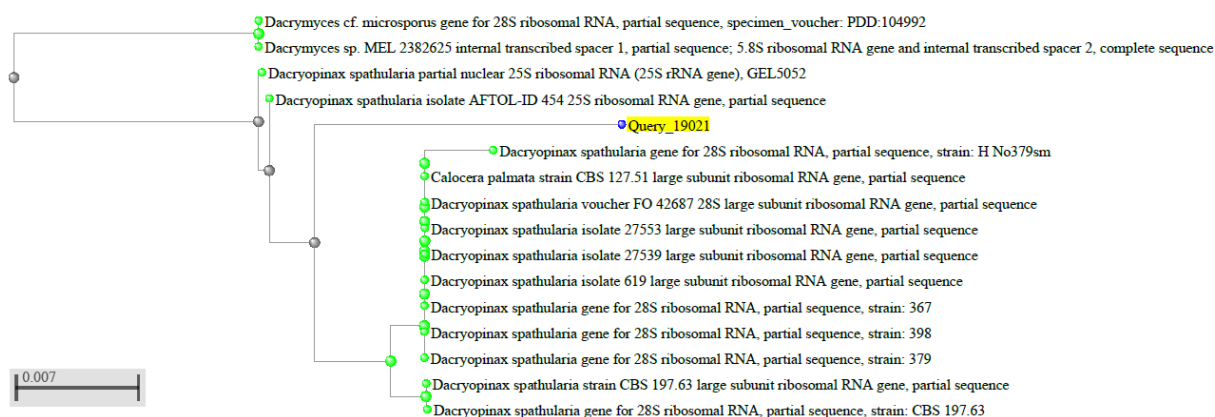 Dacrymyces cf. microsporus gene for 28S ribosomal RNA, partial sequence, specimen_voucher: PDD:104992
Dacrymyces sp. MEL 2382625 internal transcribed spacer 1, partial sequence; 5.8S ribosomal RNA gene and internal transcribed spacer 2, complete sequence
Dacryopinax spathularia partial nuclear 25S ribosomal RNA (25S rRNA gene), GEL5052
Dacryopinax spathularia isolate AFTOL-ID 454 25S ribosomal RNA gene, partial sequence
Query_19021
Dacryopinax spathularia gene for 28S ribosomal RNA, partial sequence, strain: H No379sm
Calocera palmata strain CBS 127.51 large subunit ribosomal RNA gene, partial sequence
Dacryopinax spathularia voucher FO 42687 28S large subunit ribosomal RNA gene, partial sequence
Dacryopinax spathularia isolate 27553 large subunit ribosomal RNA gene, partial sequence
Dacryopinax spathularia isolate 27539 large subunit ribosomal RNA gene, partial sequence
Dacryopinax spathularia isolate 619 large subunit ribosomal RNA gene, partial sequence
Dacryopinax spathularia gene for 28S ribosomal RNA, partial sequence, strain: 367
Dacryopinax spathularia gene for 28S ribosomal RNA, partial sequence, strain: 398
Dacryopinax spathularia gene for 28S ribosomal RNA, partial sequence, strain: 379
Dacryopinax spathularia strain CBS 197.63 large subunit ribosomal RNA gene, partial sequence
Dacryopinax spathularia gene for 28S ribosomal RNA, partial sequence, strain: CBS 197.63
0.007